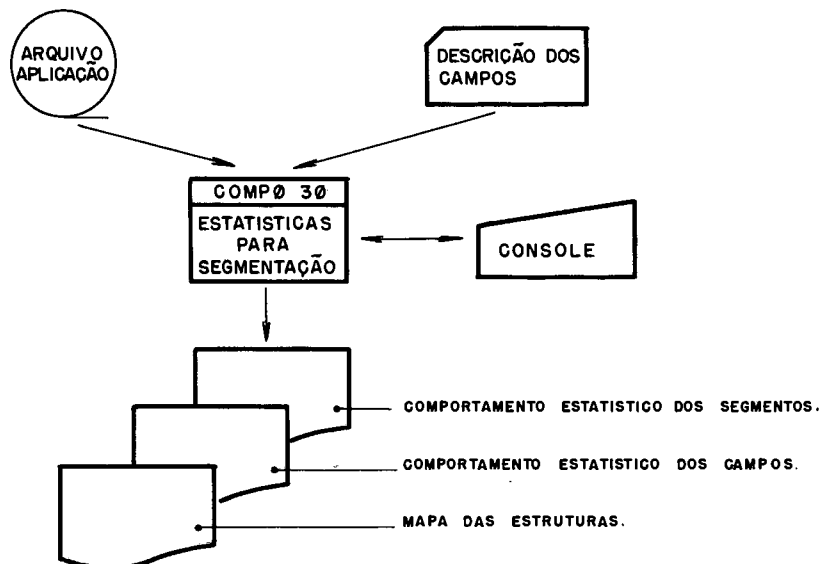 ARQUIVO
APLICAÇÃO
DESCRIÇÃO DOS
CAMPOS
COMPØ 30
ESTATISTICAS
PARA
SEGMENTAÇÃO
CONSOLE
COMPORTAMENTO ESTATISTICO DOS SEGMENTOS.
COMPORTAMENTO ESTATISTICO DOS CAMPOS.
MAPA DAS ESTRUTURAS.